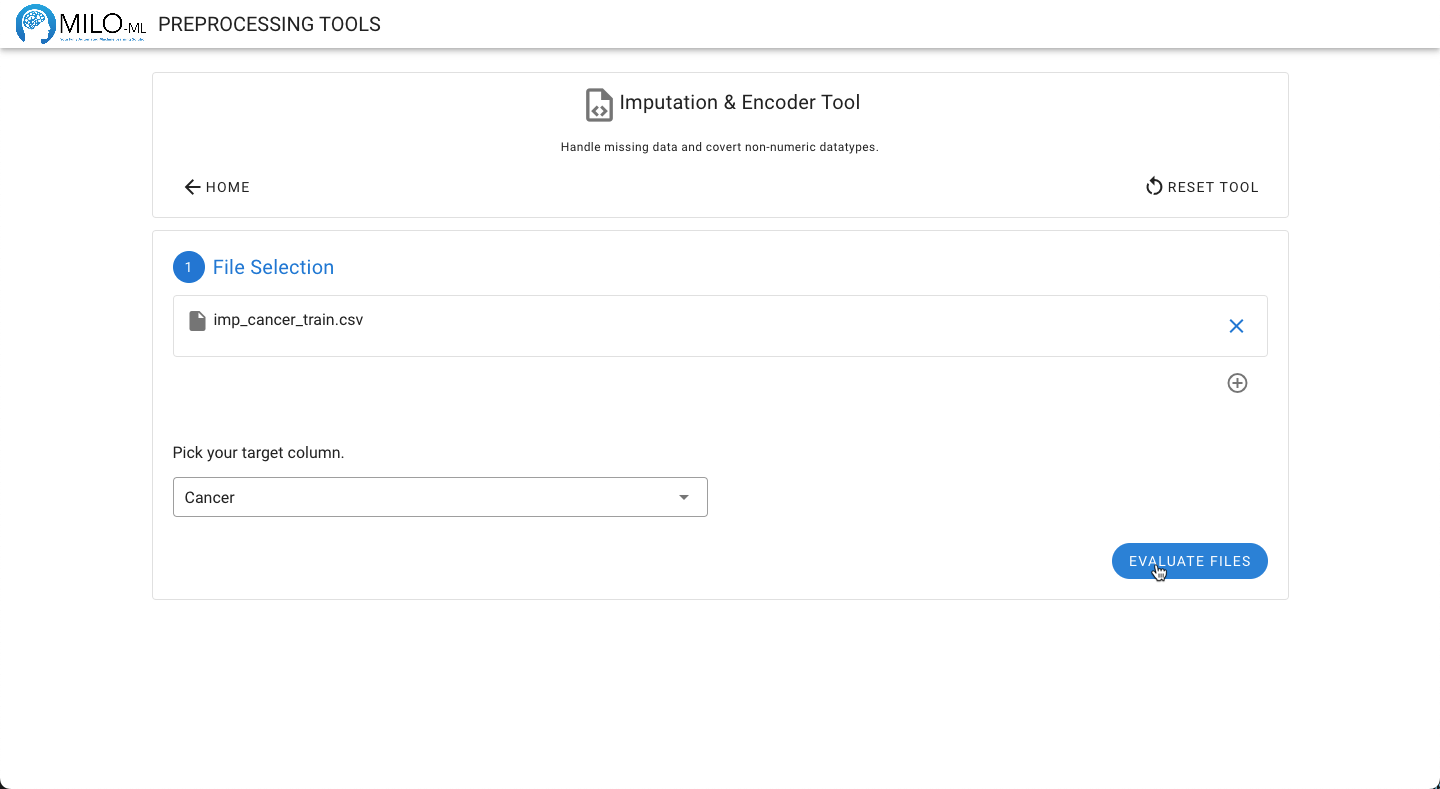 MILO-ML
PREPROCESSING TOOLS
Imputation & Encoder Tool
Handle missing data and covert non-numeric datatypes.
HOME
RESET TOOL
1 File Selection
imp_cancer_train.csv
Pick your target column.
Cancer
EVALUATE FILES